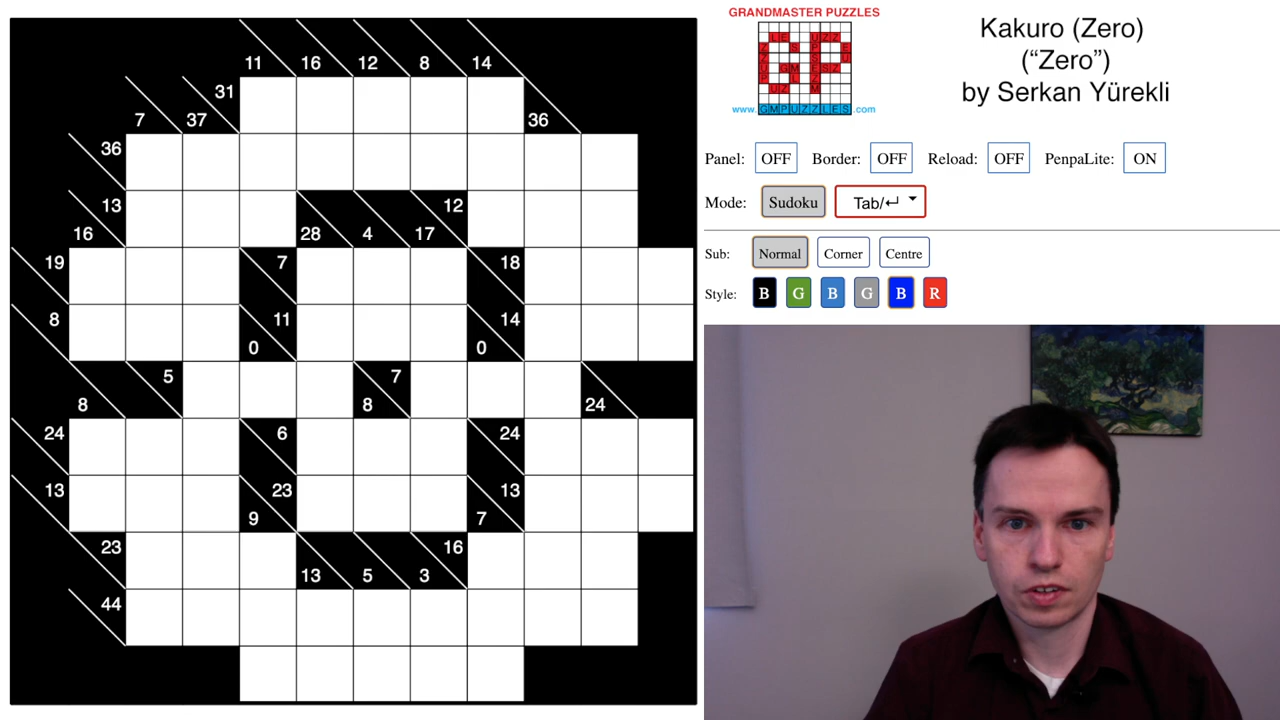 GRANDMASTER PUZZLES
www.GMPUZZLES.com
Kakuro (Zero)
(“Zero”)
by Serkan Yürekli
Panel: OFF Border: OFF Reload: OFF PenpaLite: ON
Mode: Sudoku Tab/↵
Sub: Normal Corner Centre
Style: B G B G B R
11 16 12 8 14
31
7 37 36
36
13 12
16 28 4 17
19 7 18
8 11 14
0 0
5 7
8 8 24
24 6 24
13 23 13
9 7
23 16
13 5 3
44